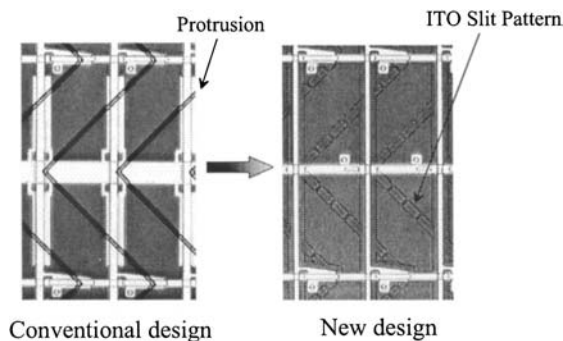 Protrusion
ITO Slit Pattern
Conventional design
New design